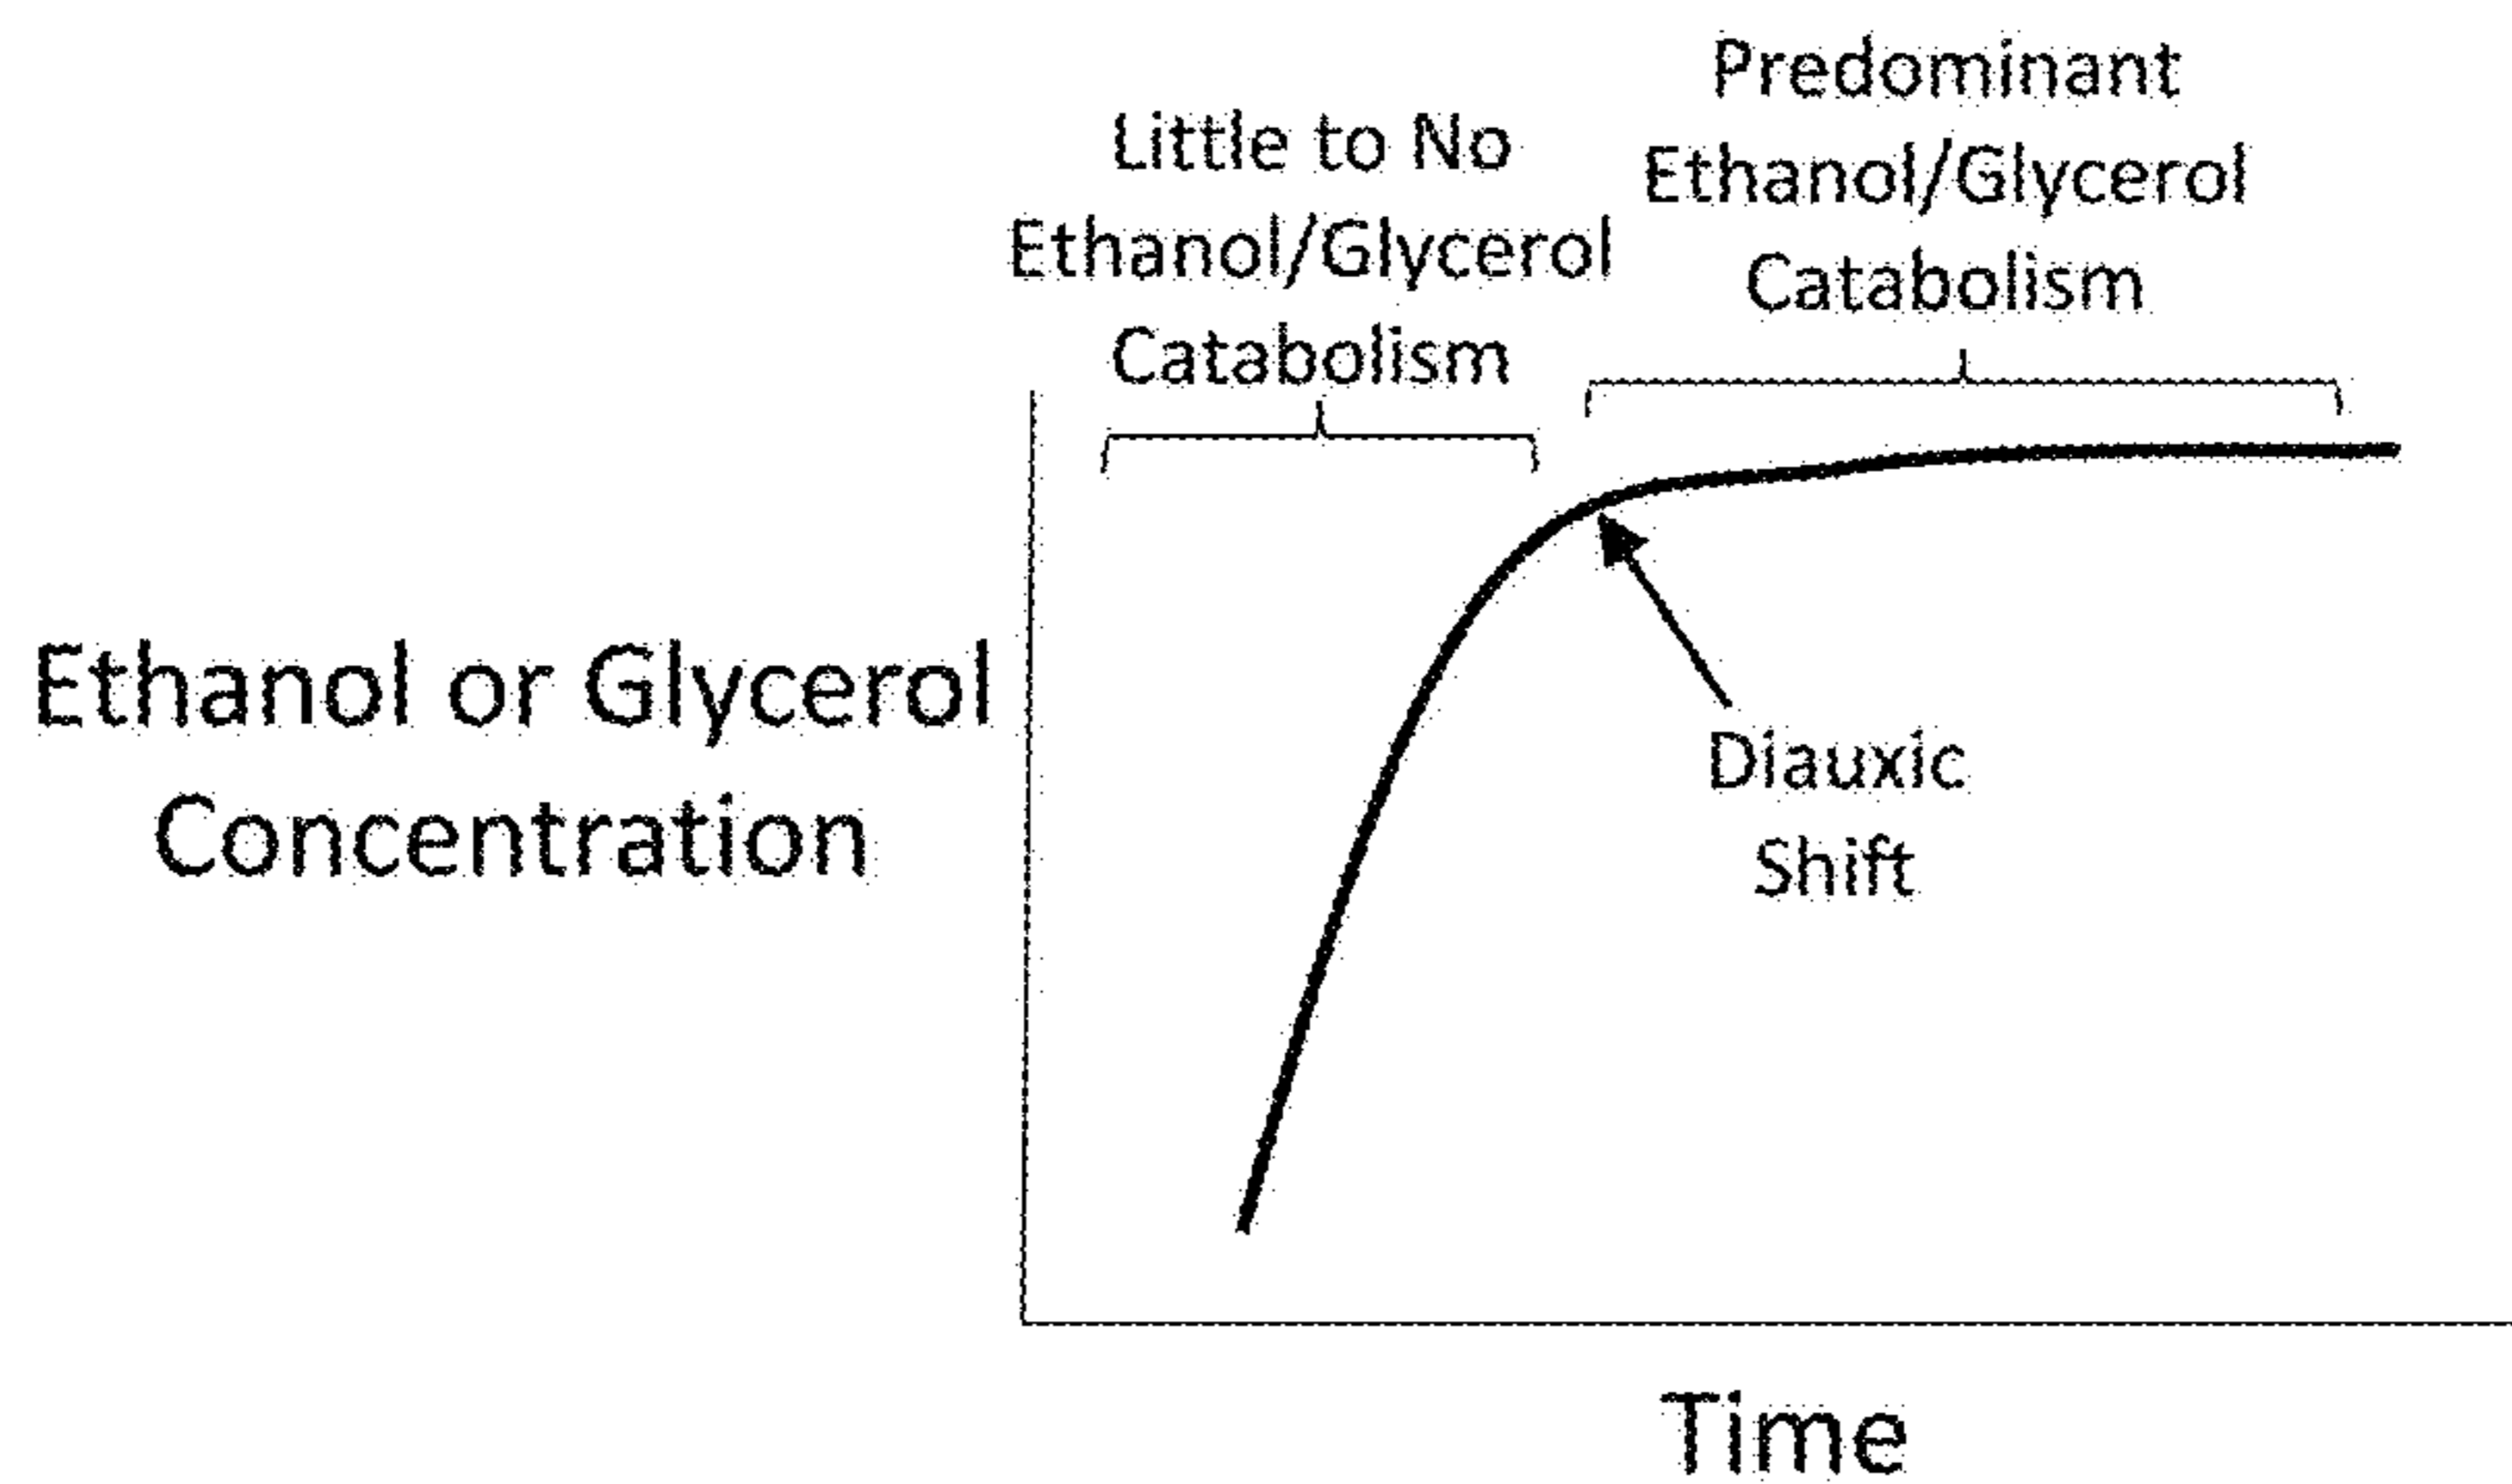 Predominant
Ethanol/Glycerol
Catabolism
Little to No
Ethanol/Glycerol
Catabolism
Ethanol or Glycerol
Concentration
Diauxic
Shift
Time